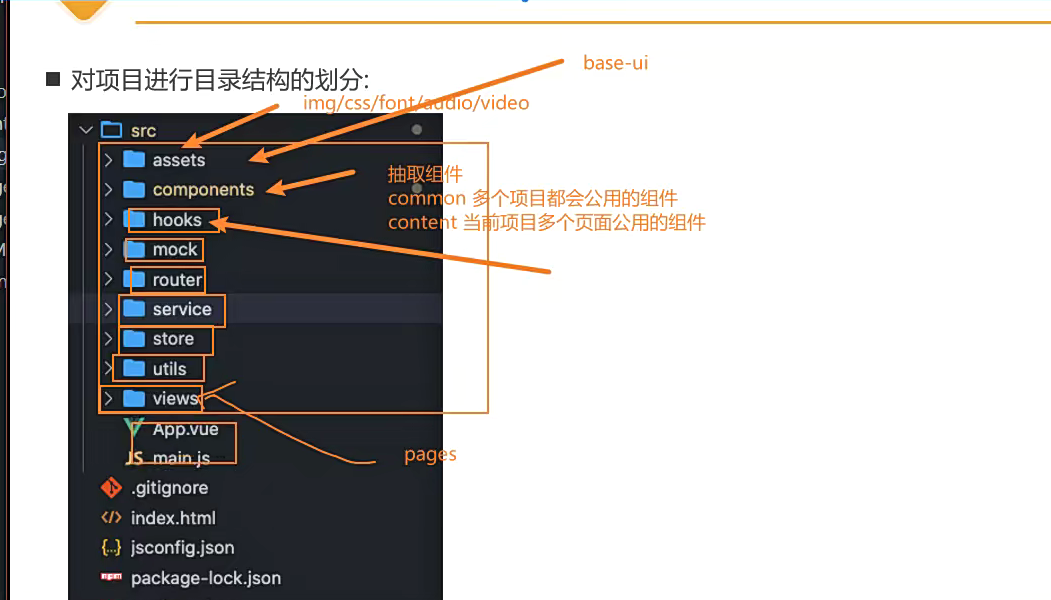 base-ui
■ 对项目进行目录结构的划分:
img/css/font/audio/video
src
assets
抽取组件
components
common 多个项目都会公用的组件
hooks
content 当前项目多个页面公用的组件
mock
router
service
store
utils
views
App.vue
pages
JS main.js
.gitignore
</> index.html
{..} jsconfig.json
npm package-lock.json